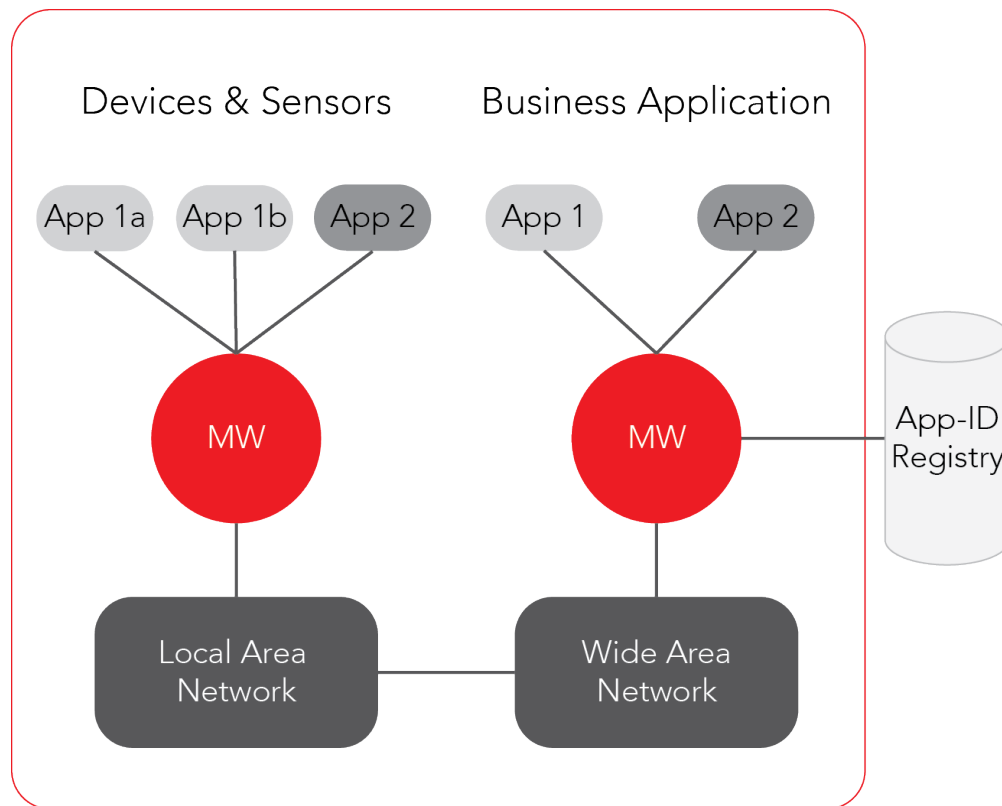 Devices & Sensors
Business Application
App 1a
App 1b
App 2
App 1
App 2
MW
MW
App-ID
Registry
Local Area
Network
Wide Area
Network